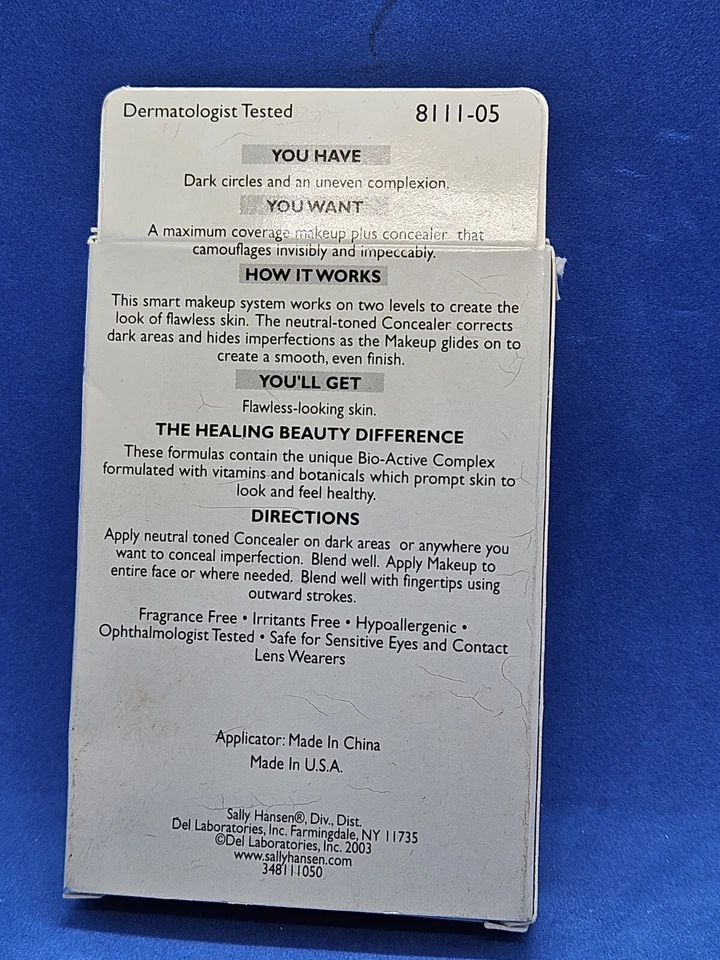 Dermatologist Tested 8111-05
YOU HAVE
Dark circles and an uneven complexion.
YOU WANT
A maximum coverage makeup plus concealer that
camouflages invisibly and impeccably.
HOW IT WORKS
This smart makeup system works on two levels to create the
look of flawless skin. The neutral-toned Concealer corrects
dark areas and hides imperfections as the Makeup glides on to
create a smooth, even finish.
YOU'LL GET
Flawless-looking skin.
THE HEALING BEAUTY DIFFERENCE
These formulas contain the unique Bio-Active Complex
formulated with vitamins and botanicals which prompt skin to
look and feel healthy.
DIRECTIONS
Apply neutral toned Concealer on dark areas or anywhere you
want to conceal imperfection. Blend well. Apply Makeup to
entire face or where needed. Blend well with fingertips using
outward strokes.
Fragrance Free • Irritants Free • Hypoallergenic •
Ophthalmologist Tested • Safe for Sensitive Eyes and Contact
Lens Wearers
Applicator: Made In China
Made In U.S.A.
Sally Hansen®, Div., Dist.
Del Laboratories, Inc. Farmingdale, NY 11735
©Del Laboratories, Inc. 2003
www.sallyhansen.com
348111050